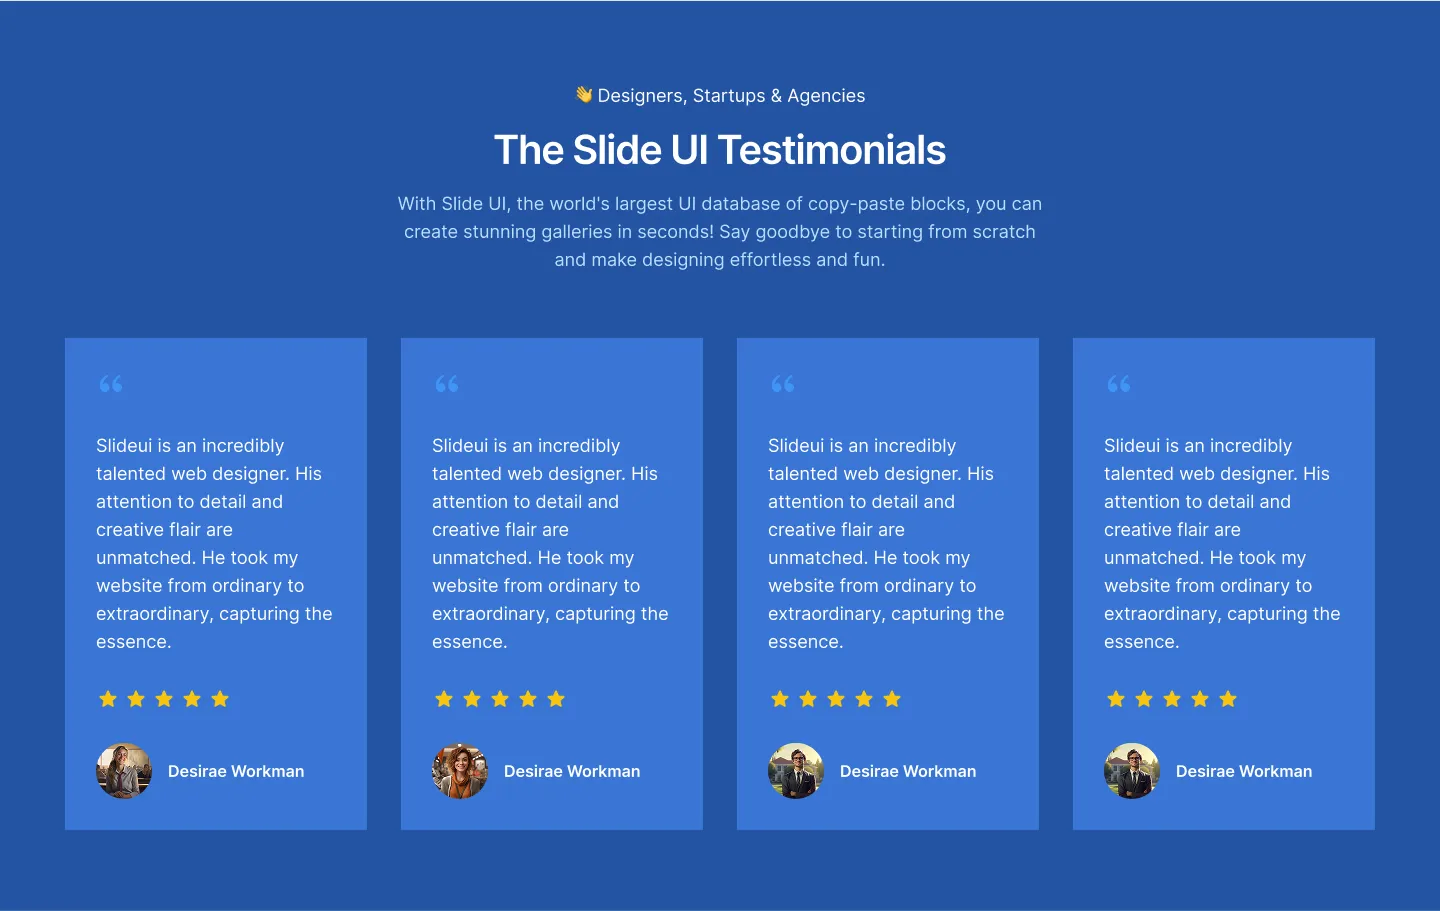 👋 Designers, Startups & Agencies
The Slide UI Testimonials
With Slide UI, the world's largest UI database of copy-paste blocks, you can
create stunning galleries in seconds! Say goodbye to starting from scratch
and make designing effortless and fun.
“
Slideui is an incredibly
talented web designer. His
attention to detail and
creative flair are
unmatched. He took my
website from ordinary to
extraordinary, capturing the
essence.
Desirae Workman
“
Slideui is an incredibly
talented web designer. His
attention to detail and
creative flair are
unmatched. He took my
website from ordinary to
extraordinary, capturing the
essence.
Desirae Workman
“
Slideui is an incredibly
talented web designer. His
attention to detail and
creative flair are
unmatched. He took my
website from ordinary to
extraordinary, capturing the
essence.
Desirae Workman
“
Slideui is an incredibly
talented web designer. His
attention to detail and
creative flair are
unmatched. He took my
website from ordinary to
extraordinary, capturing the
essence.
Desirae Workman